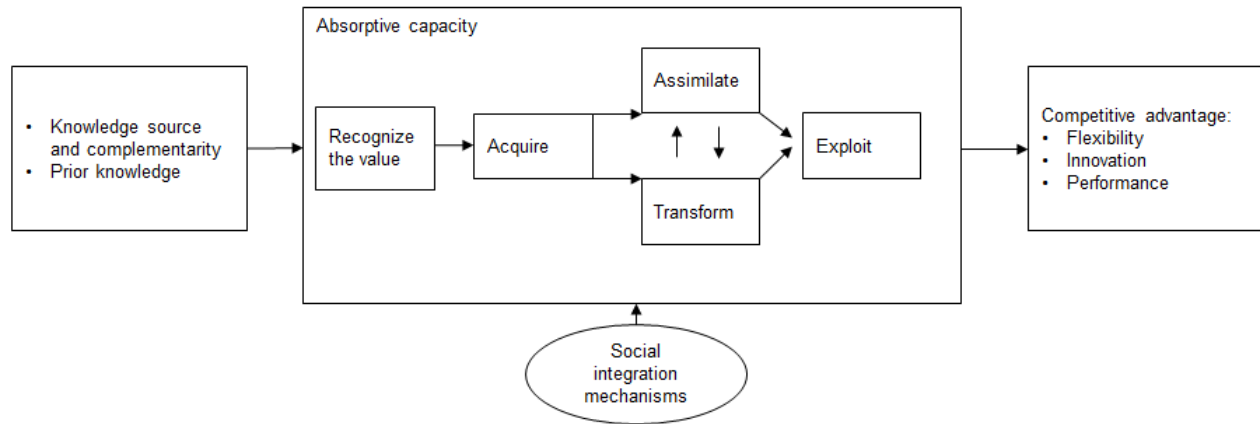 Absorptive capacity
• Knowledge source
and complementarity
• Prior knowledge
Recognize
the value
Acquire
Assimilate
Transform
Exploit
Competitive advantage:
• Flexibility
• Innovation
• Performance
Social
integration
mechanisms